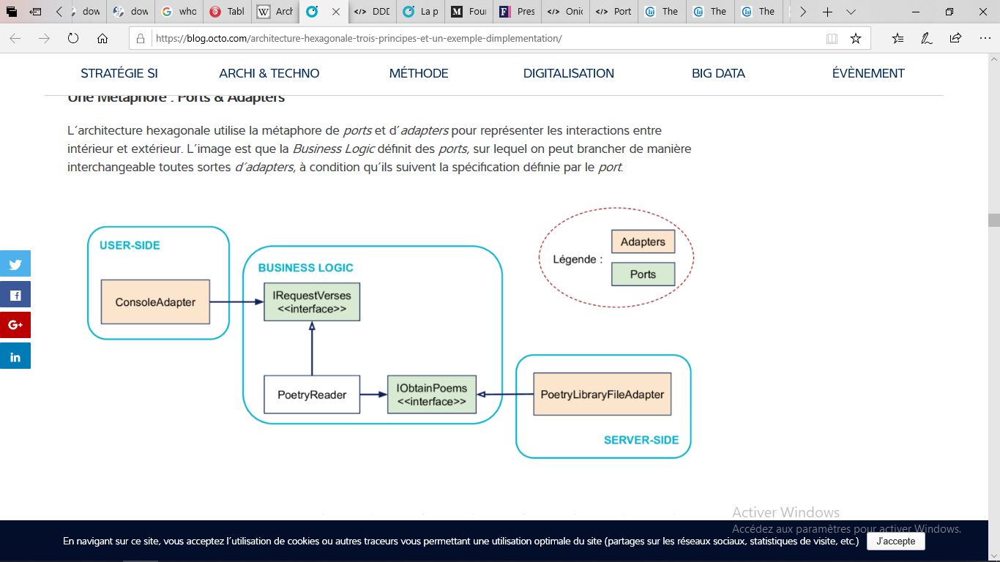 dow
dow
who
Tabl
Arch
DDD
La p
Four
Pres
Onic
Port
The
The
The
https://blog.octo.com/architecture-hexagonale-trois-principes-et-un-exemple-dimplementation/
STRATÉGIE SI ARCHI & TECHNO MÉTHODE DIGITALISATION BIG DATA ÉVÈNEMENT
Une Métaphore : Ports & Adapters
L´architecture hexagonale utilise la métaphore de ports et d´adapters pour représenter les interactions entre
intérieur et extérieur. L´image est que la Business Logic définit des ports, sur lequel on peut brancher de manière
interchangeable toutes sortes d´adapters, à condition qu´ils suivent la spécification définie par le port.
USER-SIDE
ConsoleAdapter
BUSINESS LOGIC
IRequestVerses
<<interface>>
PoetryReader
IObtainPoems
<<interface>>
Légende :
Adapters
Ports
PoetryLibraryFileAdapter
SERVER-SIDE
G+
in
Activer Windows
Accédez aux paramètres pour activer Windows.
En navigant sur ce site, vous acceptez l´utilisation de cookies ou autres traceurs vous permettant une utilisation optimale du site (partages sur les réseaux sociaux, statistiques de visite, etc.)
J'accepte